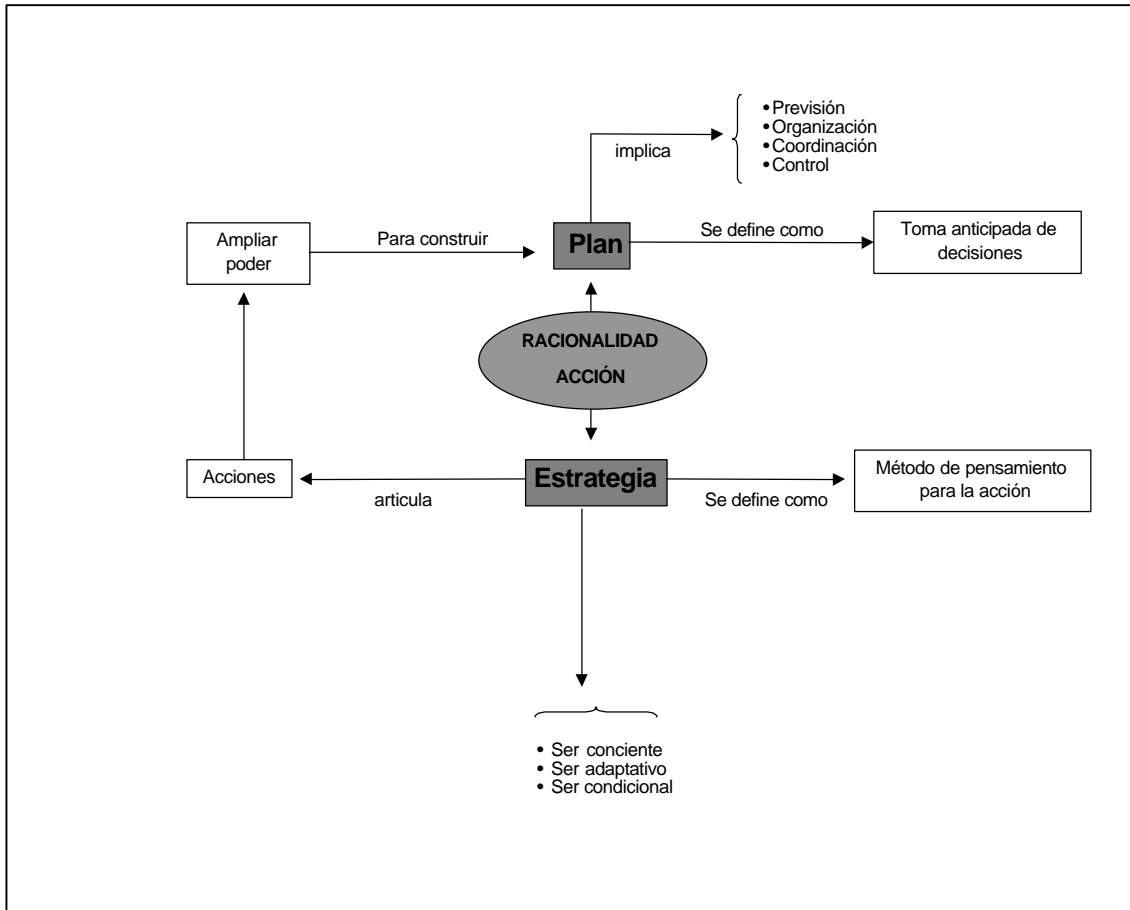 •Previsión
•Organización
•Coordinación
•Control
implica
Ampliar
poder
Para construir
Plan
Se define como
Toma anticipada de
decisiones
RACIONALIDAD
ACCIÓN
Acciones
articula
Estrategia
Se define como
Método de pensamiento
para la acción
• Ser conciente
• Ser adaptativo
• Ser condicional